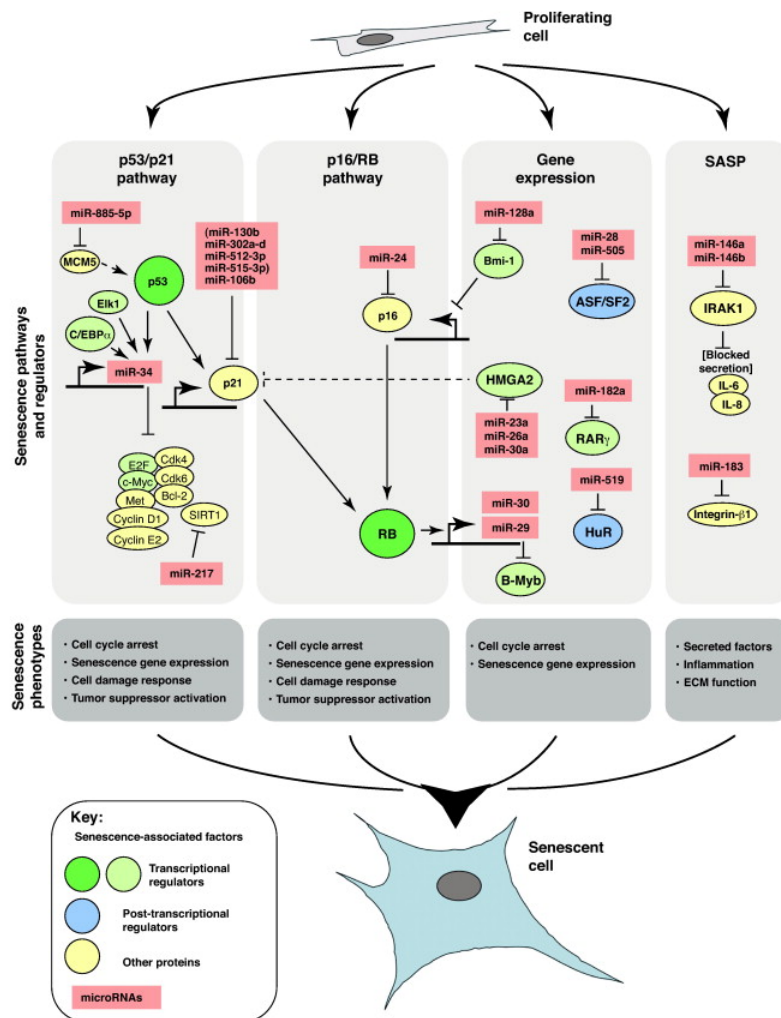 Proliferating
cell
p53/p21
pathway
p16/RB
pathway
Gene
expression
SASP
Senescence pathways
and regulators
miR-885-5p
MCM5
p53
Elk1
C/EBPα
miR-34
(miR-130b
miR-302a-d
miR-512-3p
miR-515-3p)
miR-106b
p21
E2F
Cdk4
c-Myc
Cdk6
Met
Bcl-2
Cyclin D1
SIRT1
Cyclin E2
miR-217
miR-24
p16
RB
miR-128a
Bmi-1
miR-28
miR-505
ASF/SF2
HMGA2
miR-23a
miR-26a
miR-30a
miR-182a
RARγ
miR-30
miR-29
B-Myb
miR-519
HuR
miR-146a
miR-146b
IRAK1
[Blocked
secretion]
IL-6
IL-8
miR-183
Integrin-β1
Senescence
phenotypes
• Cell cycle arrest
• Senescence gene expression
• Cell damage response
• Tumor suppressor activation
• Cell cycle arrest
• Senescence gene expression
• Cell damage response
• Tumor suppressor activation
• Cell cycle arrest
• Senescence gene expression
• Secreted factors
• Inflammation
• ECM function
Key:
Senescence-associated factors
Transcriptional
regulators
Post-transcriptional
regulators
Other proteins
microRNAs
Senescent
cell